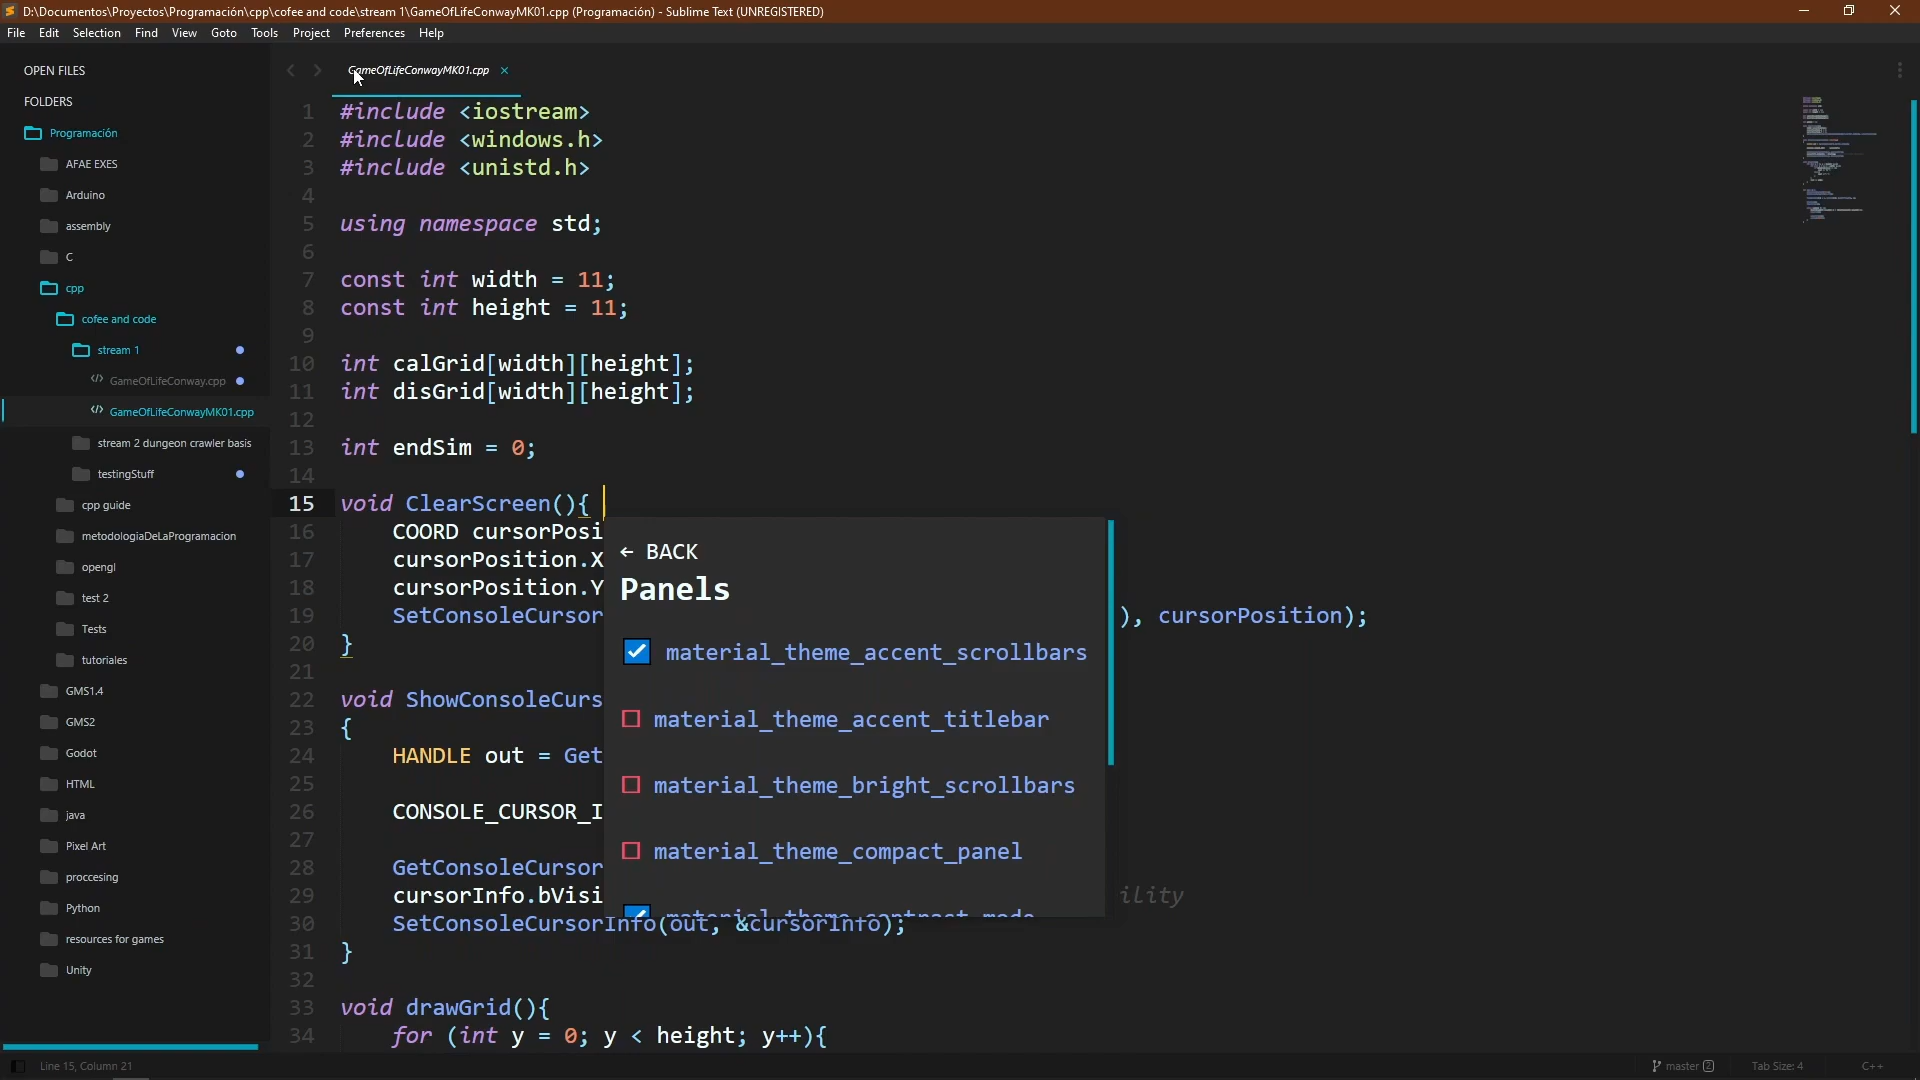 D:\Documentos\Proyectos\Programación\cpp\cofee and code\stream 1\GameOfLifeConwayMK01.cpp (Programación) - Sublime Text (UNREGISTERED)
File Edit Selection Find View Goto Tools Project Preferences Help
OPEN FILES
FOLDERS
Programación
AFAE EXES
Arduino
assembly
C
cpp
cofee and code
stream 1
GameOfLifeConway.cpp
GameOfLifeConwayMK01.cpp
stream 2 dungeon crawler basis
testingStuff
cpp guide
metodologiaDeLaProgramacion
opengl
test 2
Tests
tutoriales
GMS1.4
GMS2
Godot
HTML
java
Pixel Art
proccesing
Python
resources for games
Unity
GameOfLifeConwayMK01.cpp ×
1 #include <iostream>
2 #include <windows.h>
3 #include <unistd.h>
4
5 using namespace std;
6
7 const int width = 11;
8 const int height = 11;
9
10 int calGrid[width][height];
11 int disGrid[width][height];
12
13 int endSim = 0;
14
15 void ClearScreen(){
16 COORD cursorPosi
17 cursorPosition.X
18 cursorPosition.Y
19 SetConsoleCursor ), cursorPosition);
20 }
21
22 void ShowConsoleCurs
23 {
24 HANDLE out = Get
25
26 CONSOLE_CURSOR_I
27
28 GetConsoleCursor
29 cursorInfo.bVisi ility
30 SetConsoleCursorInfo(out, &cursorInfo);
31 }
32
33 void drawGrid(){
34 for (int y = 0; y < height; y++){
← BACK
Panels
material_theme_accent_scrollbars
material_theme_accent_titlebar
material_theme_bright_scrollbars
material_theme_compact_panel
material_theme_contrast_mode
Line 15, Column 21
master 2
Tab Size: 4
C++